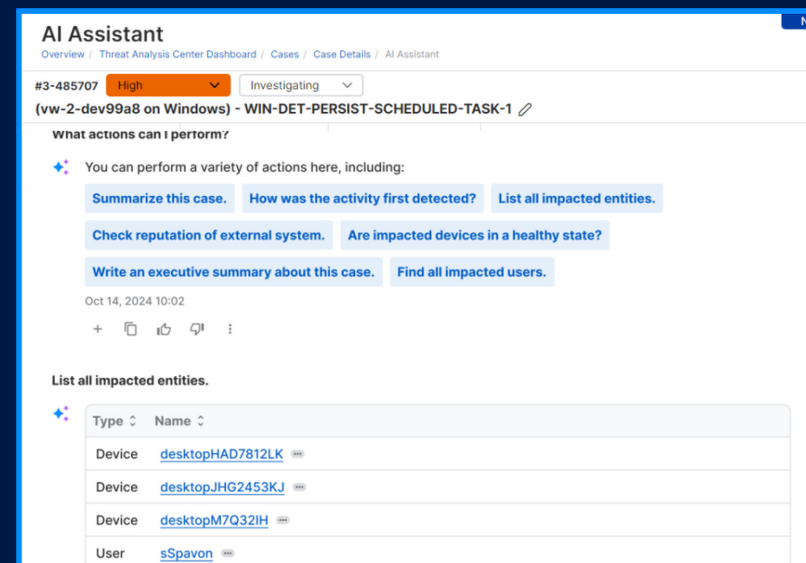 N
AI Assistant
Overview / Threat Analysis Center Dashboard / Cases / Case Details / AI Assistant
#3-485707 High Investigating
(vw-2-dev99a8 on Windows) - WIN-DET-PERSIST-SCHEDULED-TASK-1
What actions can I perform?
You can perform a variety of actions here, including:
Summarize this case. How was the activity first detected? List all impacted entities.
Check reputation of external system. Are impacted devices in a healthy state?
Write an executive summary about this case. Find all impacted users.
Oct 14, 2024 10:02
List all impacted entities.
Type Name
Device desktopHAD7812LK
Device desktopJHG2453KJ
Device desktopM7Q32IH
User sSpavon